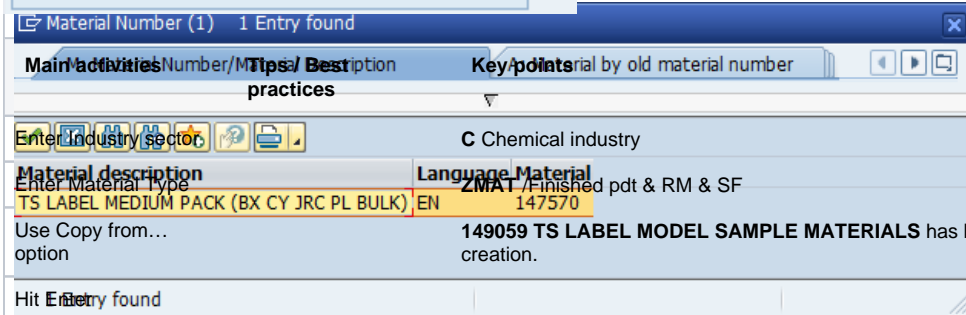 Material Number (1) 1 Entry found
Main activities Tips / Best practices Key points
Number/Material Description
Material by old material number
Enter Industry sector C Chemical industry
Material description Language Material
Enter Material Type ZMAT /Finished pdt & RM & SF
TS LABEL MEDIUM PACK (BX CY JRC PL BULK) EN 147570
Use Copy from… option
149059 TS LABEL MODEL SAMPLE MATERIALS has
creation.
Hit Enter
1 Entry found